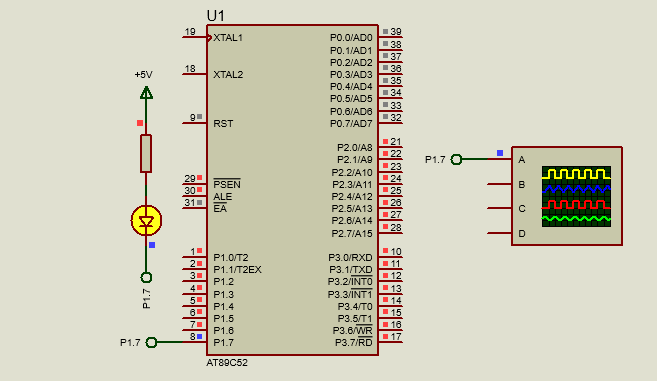 U1
19 XTAL1 P0.0/AD0 39
P0.1/AD1 38
P0.2/AD2 37
18 XTAL2 P0.3/AD3 36
P0.4/AD4 35
P0.5/AD5 34
P0.6/AD6 33
9 RST P0.7/AD7 32
P2.0/A8 21
P2.1/A9 22
P2.2/A10 23
29 PSEN P2.3/A11 24
30 ALE P2.4/A12 25
31 EA P2.5/A13 26
P2.6/A14 27
P2.7/A15 28
1 P1.0/T2 P3.0/RXD 10
2 P1.1/T2EX P3.1/TXD 11
3 P1.2 P3.2/INT0 12
4 P1.3 P3.3/INT1 13
5 P1.4 P3.4/T0 14
6 P1.5 P3.5/T1 15
7 P1.6 P3.6/WR 16
8 P1.7 P3.7/RD 17
AT89C52
+5V
P1.7
P1.7
P1.7
A
B
C
D